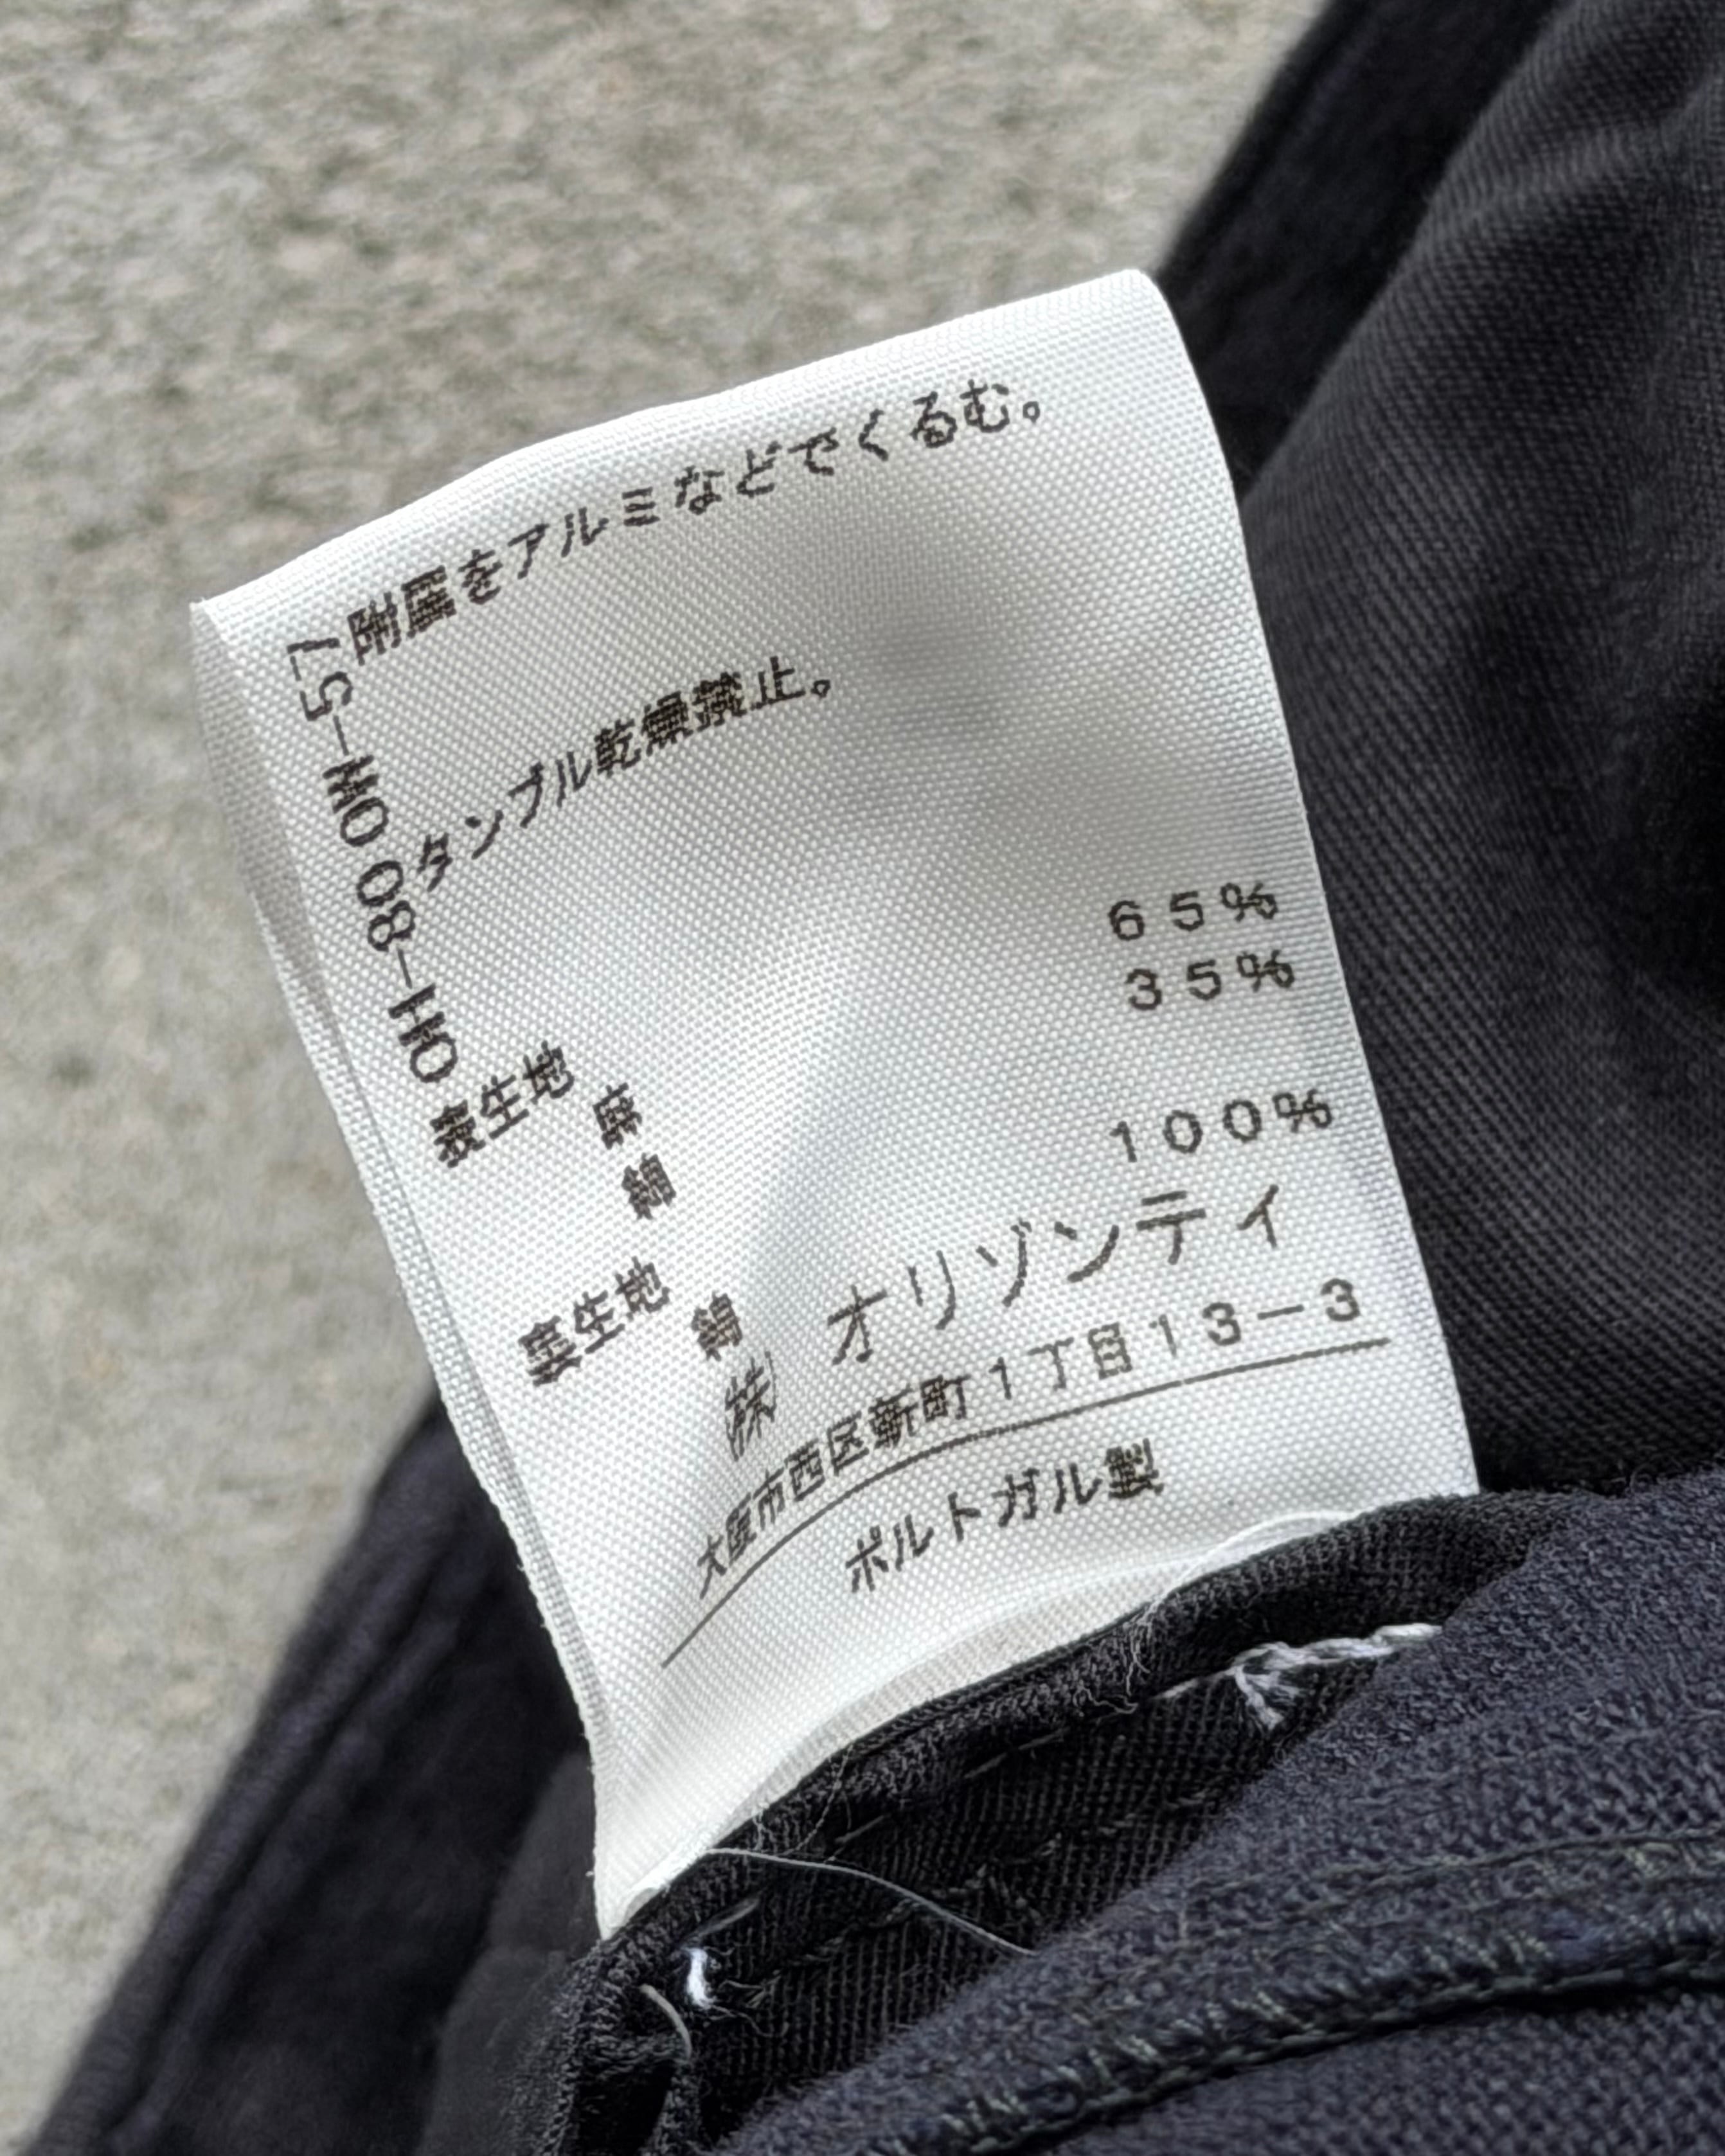 附属をアルミなどでくるむ。
タンブル乾燥禁止。
表生地
麻 65%
綿 35%
裏生地
綿 100%
㈱ オリゾンティ
大阪市西区新町1丁目13-3
ポルトガル製